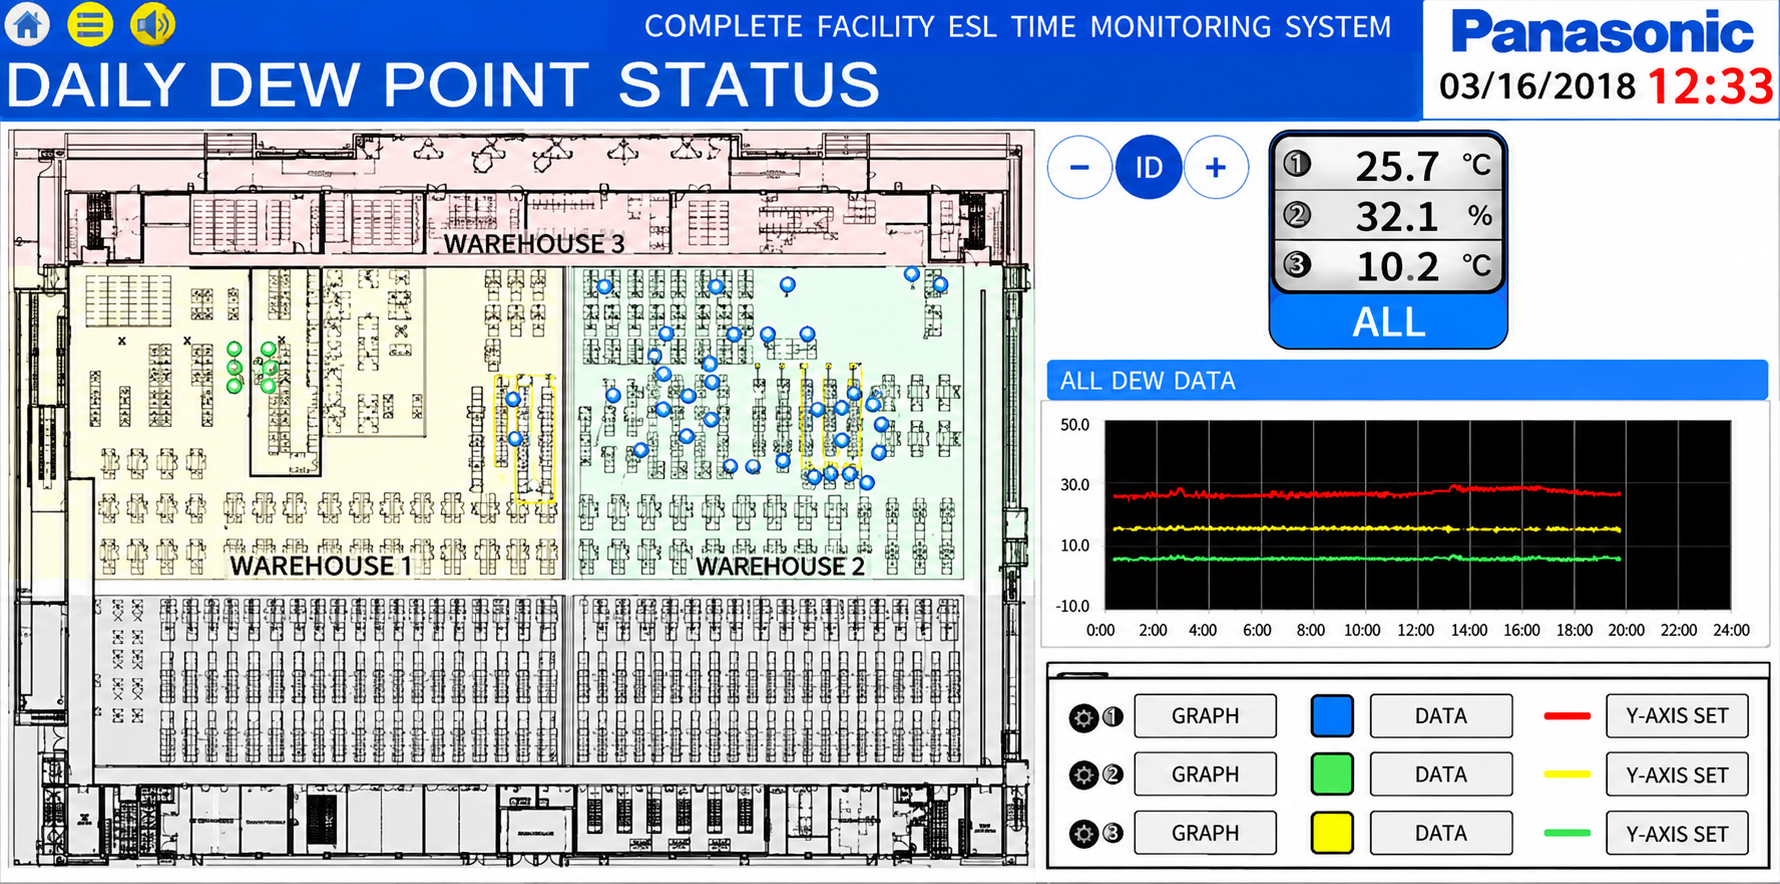 COMPLETE FACILITY ESL TIME MONITORING SYSTEM
Panasonic
DAILY DEW POINT STATUS
03/16/2018 12:33
WAREHOUSE 3
WAREHOUSE 1
WAREHOUSE 2
− ID +
1 25.7 °C
2 32.1 %
3 10.2 °C
ALL
ALL DEW DATA
50.0
30.0
10.0
-10.0
0:00 2:00 4:00 6:00 8:00 10:00 12:00 14:00 16:00 18:00 20:00 22:00 24:00
1 GRAPH DATA Y-AXIS SET
2 GRAPH DATA Y-AXIS SET
3 GRAPH DATA Y-AXIS SET